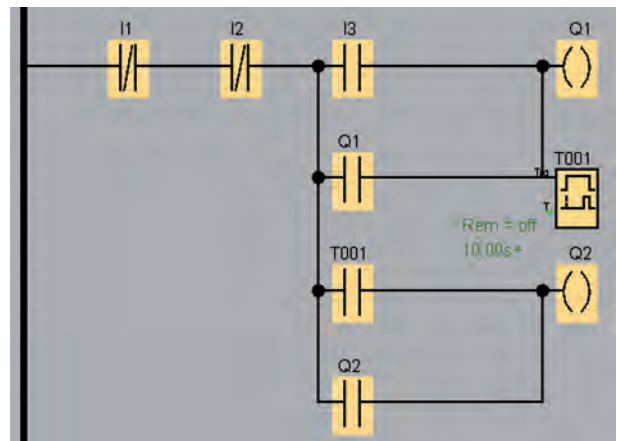 I1 I2 I3 Q1
Q1 T001
Trg
T
Rem = off
10.00s+
T001 Q2
Q2